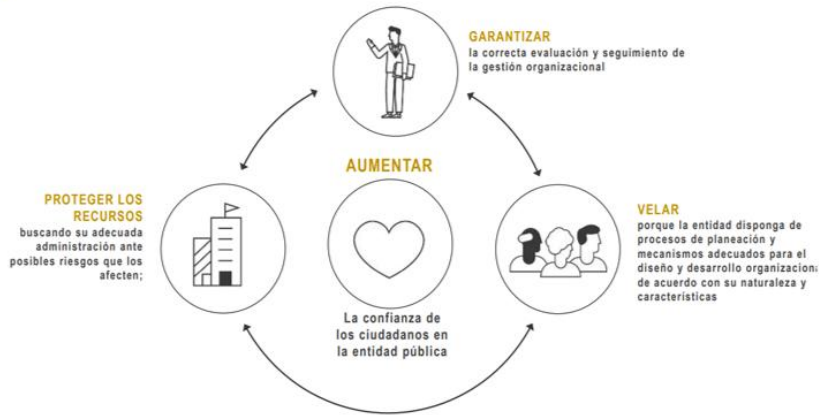 GARANTIZAR
la correcta evaluación y seguimiento de
la gestión organizacional
AUMENTAR
PROTEGER LOS
RECURSOS
buscando su adecuada
administración ante
posibles riesgos que los
afecten;
VELAR
porque la entidad disponga de
procesos de planeación y
mecanismos adecuados para el
diseño y desarrollo organizaciona
de acuerdo con su naturaleza y
características
La confianza de
los ciudadanos en
la entidad pública